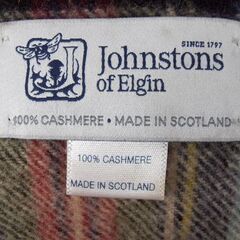 SINCE 1797
Johnstons
of Elgin
100% CASHMERE • MADE IN SCOTLAND
100% CASHMERE
MADE IN SCOTLAND